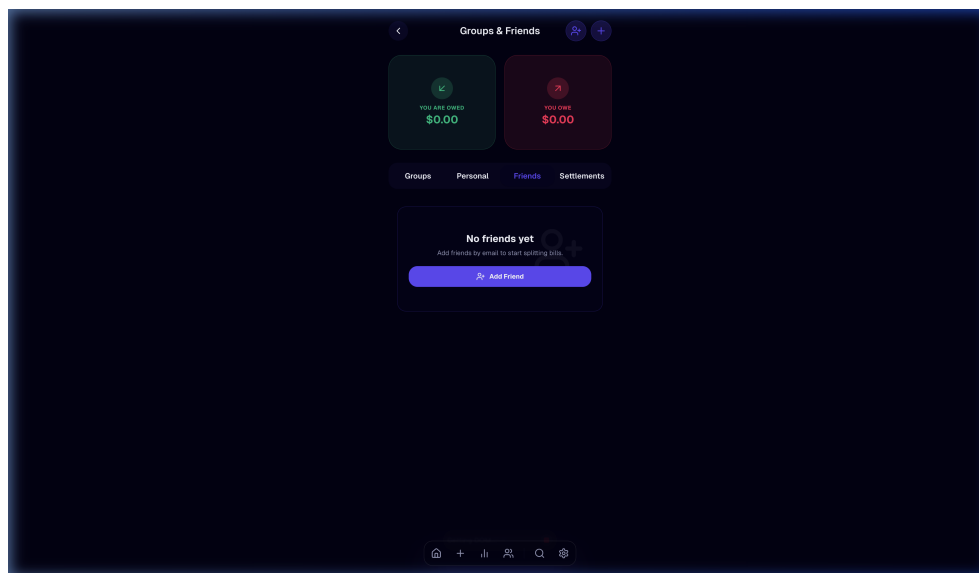 Groups & Friends
YOU ARE OWED
$0.00
YOU OWE
$0.00
Groups
Personal
Friends
Settlements
No friends yet
Add friends by email to start splitting bills.
Add Friend